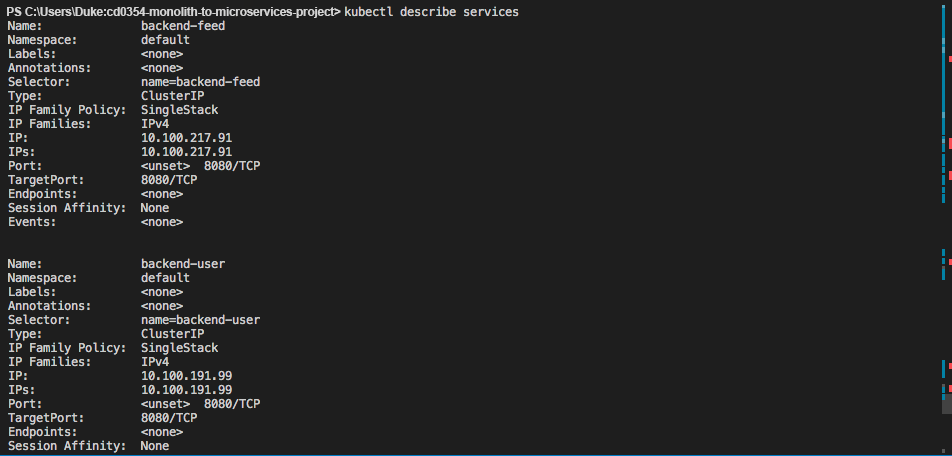 PS C:\Users\Duke:cd0354-monolith-to-microservices-project> kubectl describe services
Name:              backend-feed
Namespace:         default
Labels:            <none>
Annotations:       <none>
Selector:          name=backend-feed
Type:              ClusterIP
IP Family Policy:  SingleStack
IP Families:       IPv4
IP:                10.100.217.91
IPs:               10.100.217.91
Port:              <unset>  8080/TCP
TargetPort:        8080/TCP
Endpoints:         <none>
Session Affinity:  None
Events:            <none>

Name:              backend-user
Namespace:         default
Labels:            <none>
Annotations:       <none>
Selector:          name=backend-user
Type:              ClusterIP
IP Family Policy:  SingleStack
IP Families:       IPv4
IP:                10.100.191.99
IPs:               10.100.191.99
Port:              <unset>  8080/TCP
TargetPort:        8080/TCP
Endpoints:         <none>
Session Affinity:  None